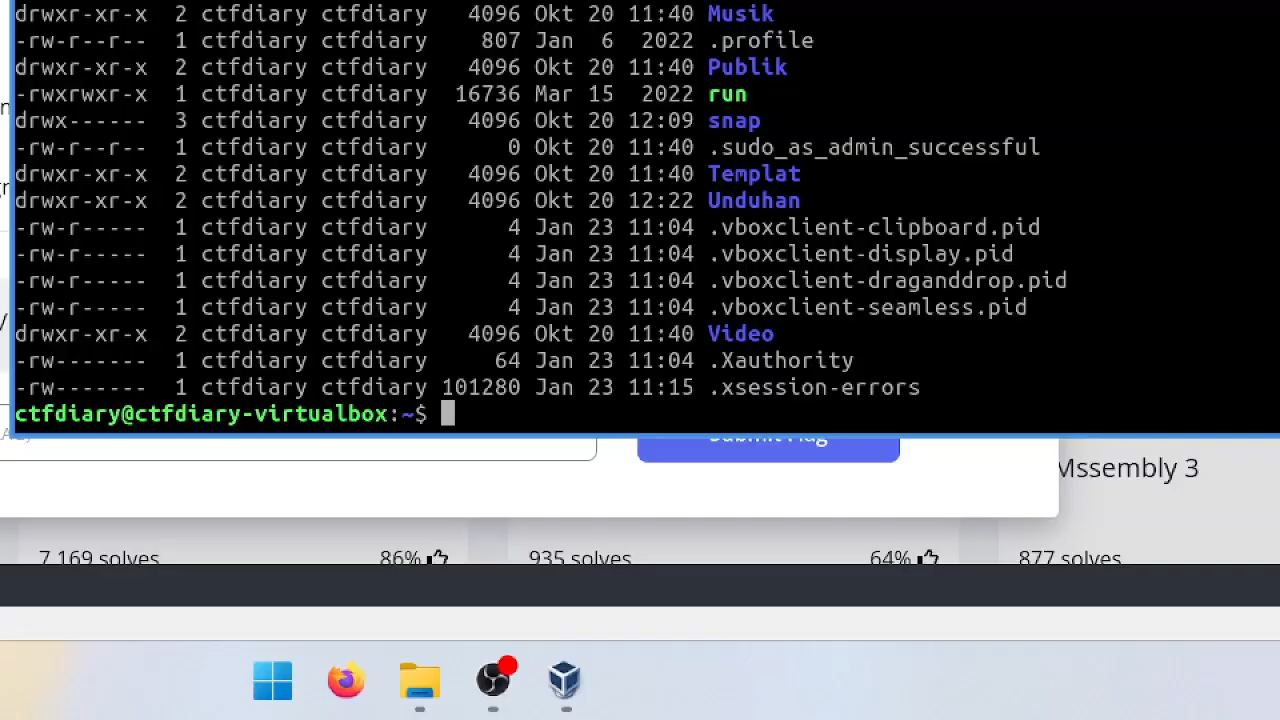 drwxr-xr-x 2 ctfdiary ctfdiary 4096 Okt 20 11:40 Musik
-rw-r--r-- 1 ctfdiary ctfdiary 807 Jan 6 2022 .profile
drwxr-xr-x 2 ctfdiary ctfdiary 4096 Okt 20 11:40 Publik
-rwxrwxr-x 1 ctfdiary ctfdiary 16736 Mar 15 2022 run
drwx------ 3 ctfdiary ctfdiary 4096 Okt 20 12:09 snap
-rw-r--r-- 1 ctfdiary ctfdiary 0 Okt 20 11:40 .sudo_as_admin_successful
drwxr-xr-x 2 ctfdiary ctfdiary 4096 Okt 20 11:40 Templat
drwxr-xr-x 2 ctfdiary ctfdiary 4096 Okt 20 12:22 Unduhan
-rw-r----- 1 ctfdiary ctfdiary 4 Jan 23 11:04 .vboxclient-clipboard.pid
-rw-r----- 1 ctfdiary ctfdiary 4 Jan 23 11:04 .vboxclient-display.pid
-rw-r----- 1 ctfdiary ctfdiary 4 Jan 23 11:04 .vboxclient-draganddrop.pid
-rw-r----- 1 ctfdiary ctfdiary 4 Jan 23 11:04 .vboxclient-seamless.pid
drwxr-xr-x 2 ctfdiary ctfdiary 4096 Okt 20 11:40 Video
-rw------- 1 ctfdiary ctfdiary 64 Jan 23 11:04 .Xauthority
-rw------- 1 ctfdiary ctfdiary 101280 Jan 23 11:15 .xsession-errors
ctfdiary@ctfdiary-virtualbox:~$
Mssembly 3
7,169 solves 86% 935 solves 64% 877 solves